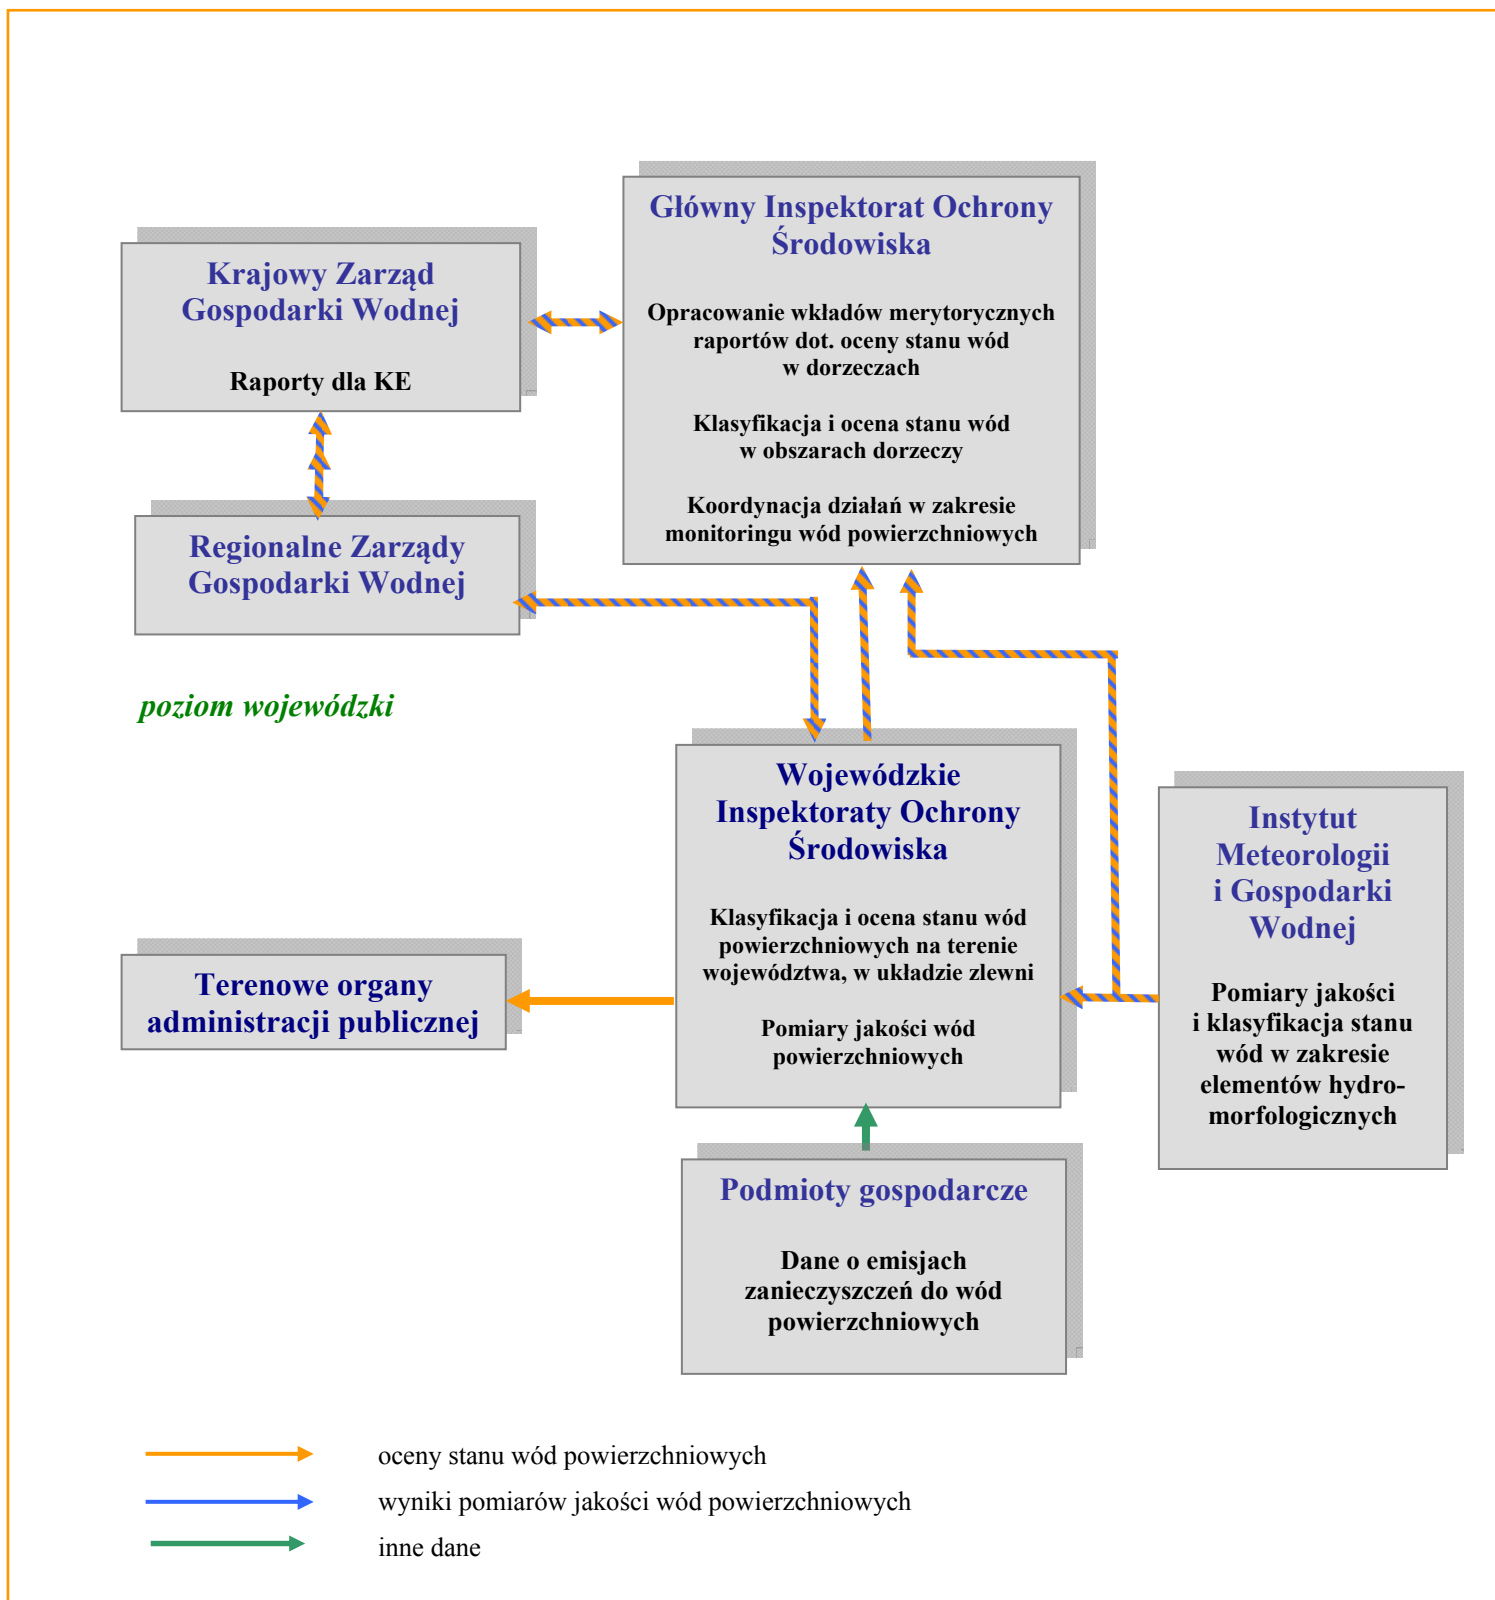 Główny Inspektorat Ochrony
Środowiska
Opracowanie wkładów merytorycznych
raportów dot. oceny stanu wód
w dorzeczach
Klasyfikacja i ocena stanu wód
w obszarach dorzeczy
Koordynacja działań w zakresie
monitoringu wód powierzchniowych
Krajowy Zarząd
Gospodarki Wodnej
Raporty dla KE
Regionalne Zarządy
Gospodarki Wodnej
poziom wojewódzki
Wojewódzkie
Inspektoraty Ochrony
Środowiska
Klasyfikacja i ocena stanu wód
powierzchniowych na terenie
województwa, w układzie zlewni
Pomiary jakości wód
powierzchniowych
Instytut
Meteorologii
i Gospodarki
Wodnej
Pomiary jakości
i klasyfikacja stanu
wód w zakresie
elementów hydro-
morfologicznych
Terenowe organy
administracji publicznej
Podmioty gospodarcze
Dane o emisjach
zanieczyszczeń do wód
powierzchniowych
oceny stanu wód powierzchniowych
wyniki pomiarów jakości wód powierzchniowych
inne dane